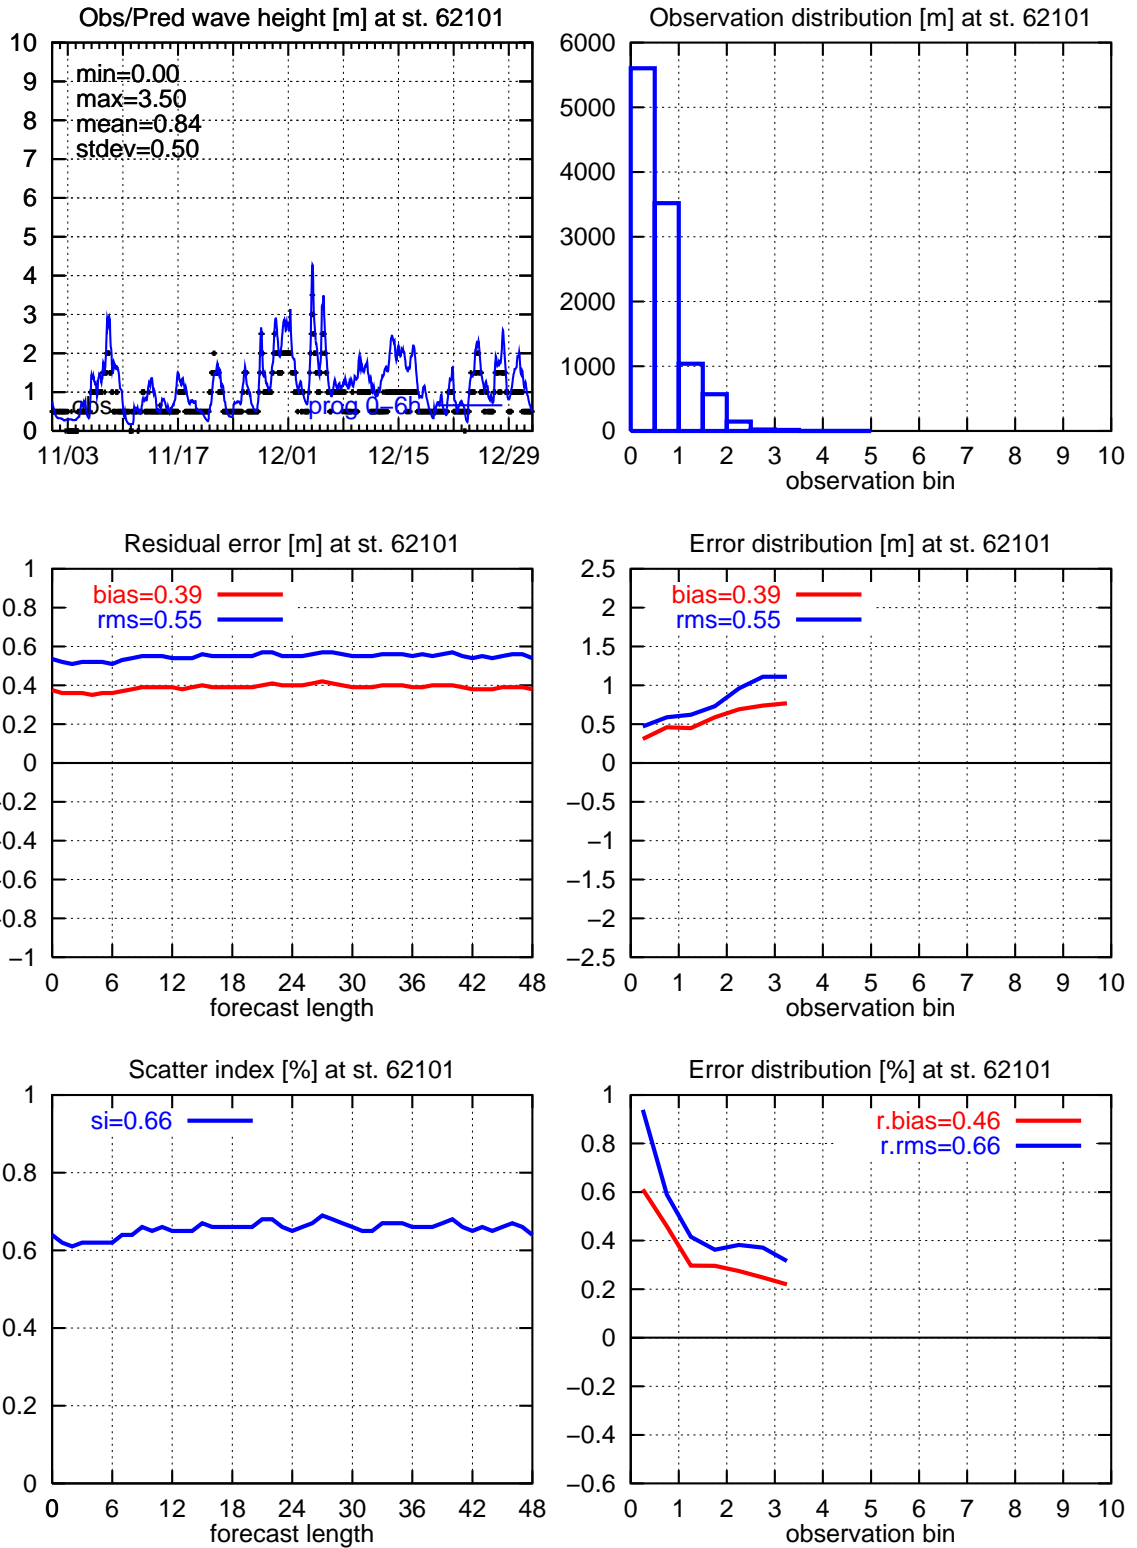 Obs/Pred wave height [m] at st. 62101
10
9
8
7
6
5
4
3
2
1
0
min=0.00
max=3.50
mean=0.84
stdev=0.50
obs
prog 0−6h
11/03 11/17 12/01 12/15 12/29
Observation distribution [m] at st. 62101
6000
5000
4000
3000
2000
1000
0
0 1 2 3 4 5 6 7 8 9 10
observation bin
Residual error [m] at st. 62101
1
0.8
0.6
0.4
0.2
0
−0.2
−0.4
−0.6
−0.8
−1
bias=0.39
rms=0.55
0 6 12 18 24 30 36 42 48
forecast length
Error distribution [m] at st. 62101
2.5
2
1.5
1
0.5
0
−0.5
−1
−1.5
−2
−2.5
bias=0.39
rms=0.55
0 1 2 3 4 5 6 7 8 9 10
observation bin
Scatter index [%] at st. 62101
1
0.8
0.6
0.4
0.2
0
si=0.66
0 6 12 18 24 30 36 42 48
forecast length
Error distribution [%] at st. 62101
1
0.8
0.6
0.4
0.2
0
−0.2
−0.4
−0.6
r.bias=0.46
r.rms=0.66
0 1 2 3 4 5 6 7 8 9 10
observation bin